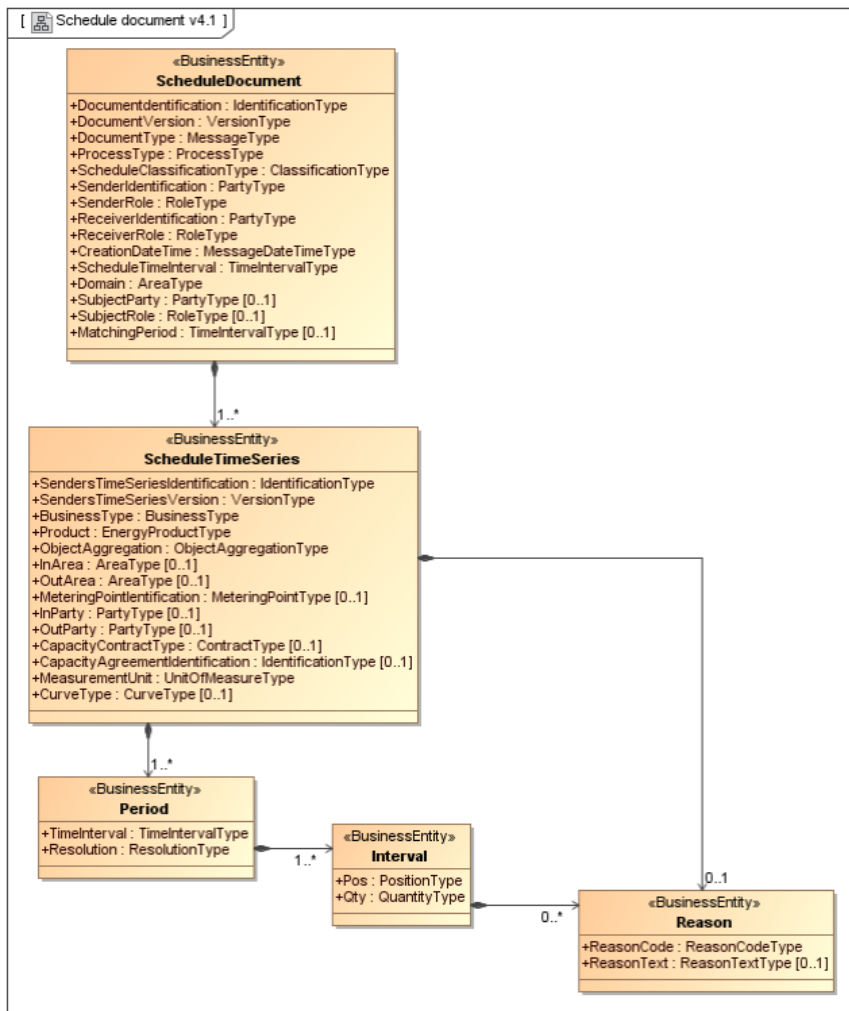 [ Schedule document v4.1 ]
«BusinessEntity»
ScheduleDocument
+DocumentdIdentification : IdentificationType
+DocumentVersion : VersionType
+DocumentType : MessageType
+ProcessType : ProcessType
+ScheduleClassificationType : ClassificationType
+SenderIdentification : PartyType
+SenderRole : RoleType
+ReceiverIdentification : PartyType
+ReceiverRole : RoleType
+CreationDateTime : MessageDateTimeType
+ScheduleTimeInterval : TimeIntervalType
+Domain : AreaType
+SubjectParty : PartyType [0..1]
+SubjectRole : RoleType [0..1]
+MatchingPeriod : TimeIntervalType [0..1]
1..*
«BusinessEntity»
ScheduleTimeSeries
+SendersTimeSeriesIdentification : IdentificationType
+SendersTimeSeriesVersion : VersionType
+BusinessType : BusinessType
+Product : EnergyProductType
+ObjectAggregation : ObjectAggregationType
+InArea : AreaType [0..1]
+OutArea : AreaType [0..1]
+MeteringPointIentification : MeteringPointType [0..1]
+InParty : PartyType [0..1]
+OutParty : PartyType [0..1]
+CapacityContractType : ContractType [0..1]
+CapacityAgreementIdentification : IdentificationType [0..1]
+MeasurementUnit : UnitOfMeasureType
+CurveType : CurveType [0..1]
1..*
«BusinessEntity»
Period
+TimeInterval : TimeIntervalType
+Resolution : ResolutionType
1..*
«BusinessEntity»
Interval
+Pos : PositionType
+Qty : QuantityType
0..*
0..1
«BusinessEntity»
Reason
+ReasonCode : ReasonCodeType
+ReasonText : ReasonTextType [0..1]